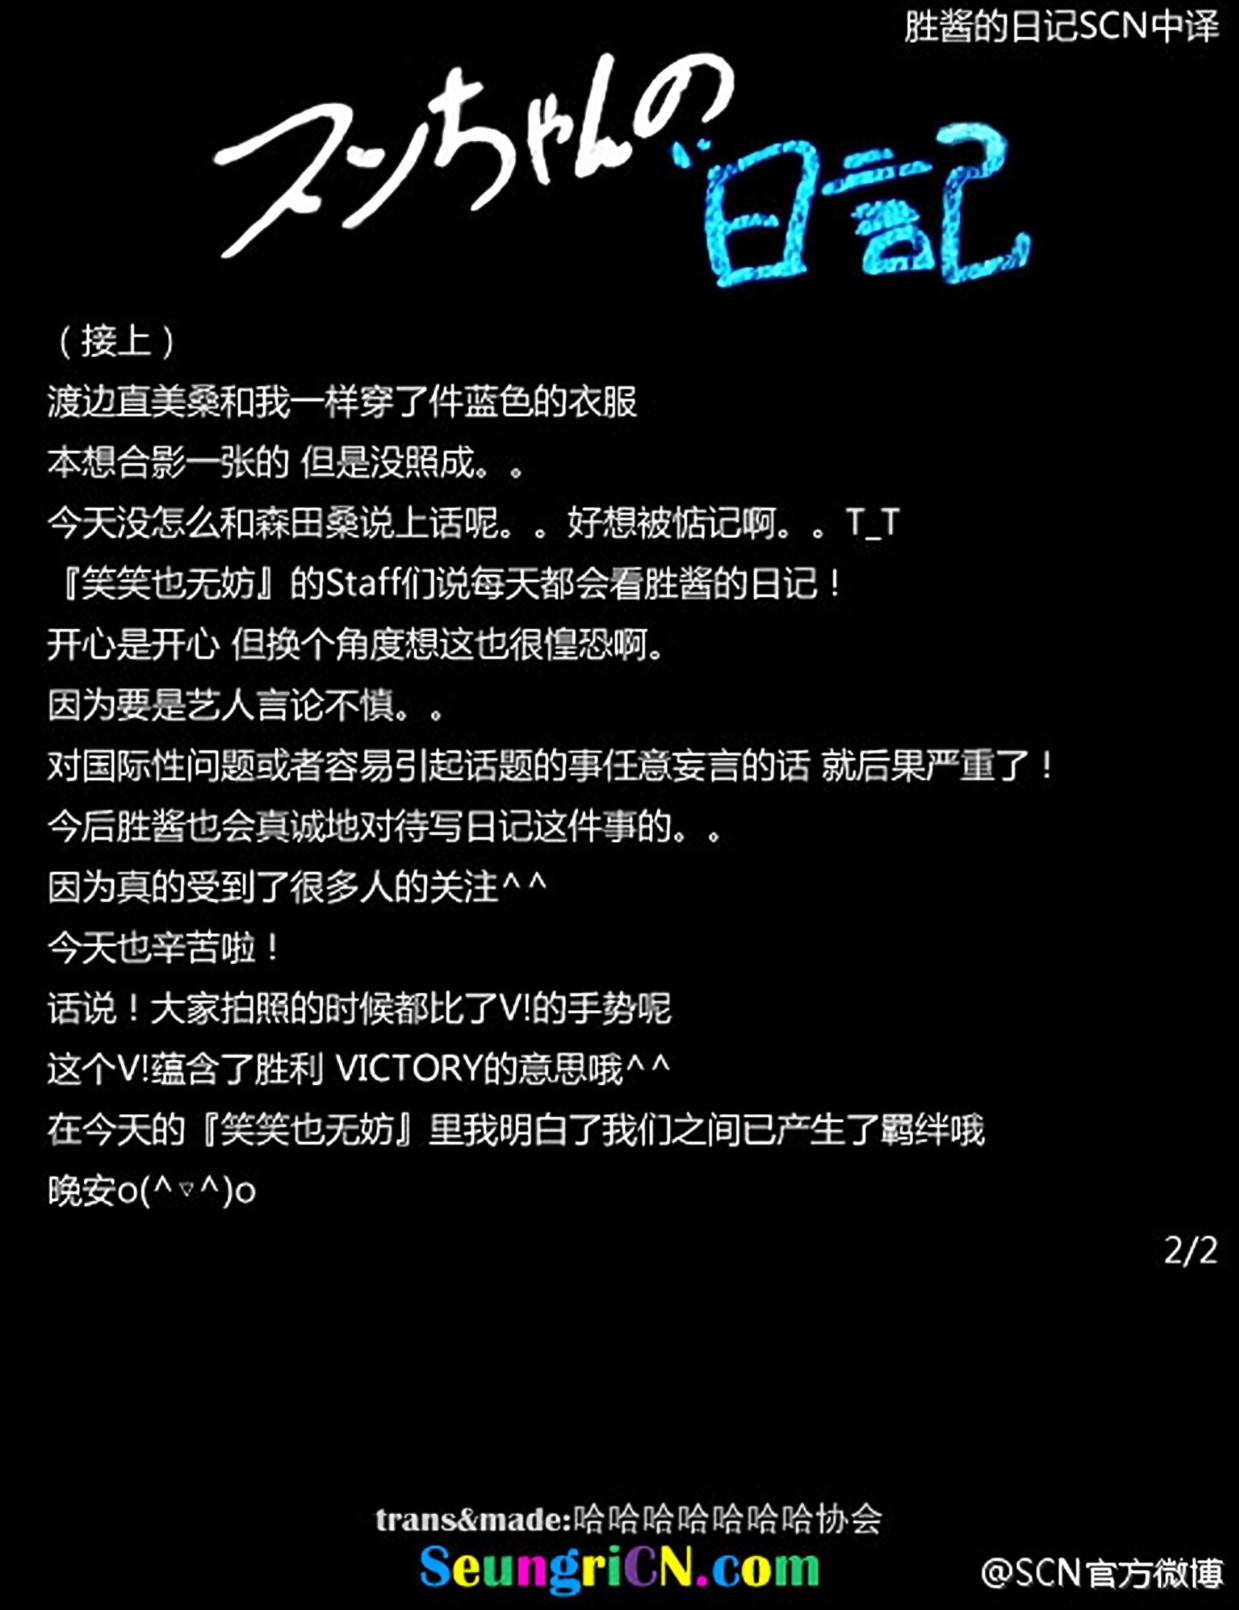 胜酱的日记SCN中译
スンちゃんの
日記
（接上）
渡边直美桑和我一样穿了件蓝色的衣服
本想合影一张的 但是没照成。。
今天没怎么和森田桑说上话呢。。好想被惦记啊。。T_T
『笑笑也无妨』的Staff们说每天都会看胜酱的日记！
开心是开心 但换个角度想这也很惶恐啊。
因为要是艺人言论不慎。。
对国际性问题或者容易引起话题的事任意妄言的话 就后果严重了！
今后胜酱也会真诚地对待写日记这件事的。。
因为真的受到了很多人的关注^^
今天也辛苦啦！
话说！大家拍照的时候都比了V!的手势呢
这个V!蕴含了胜利 VICTORY的意思哦^^
在今天的『笑笑也无妨』里我明白了我们之间已产生了羁绊哦
晚安o(^▽^)o
2/2
trans&made:哈哈哈哈哈哈哈协会
SeungriCN.com
@SCN官方微博